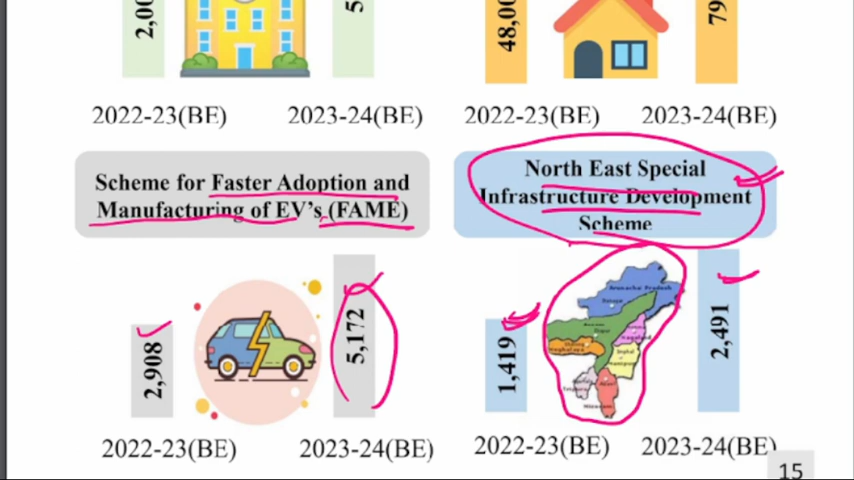 2022-23(BE)
2023-24(BE)
2022-23(BE)
2023-24(BE)
Scheme for Faster Adoption and
Manufacturing of EV's (FAME)
North East Special
Infrastructure Development
Scheme
2,908
5,172
1,419
2,491
2022-23(BE)
2023-24(BE)
2022-23(BE)
2023-24(BE)
15